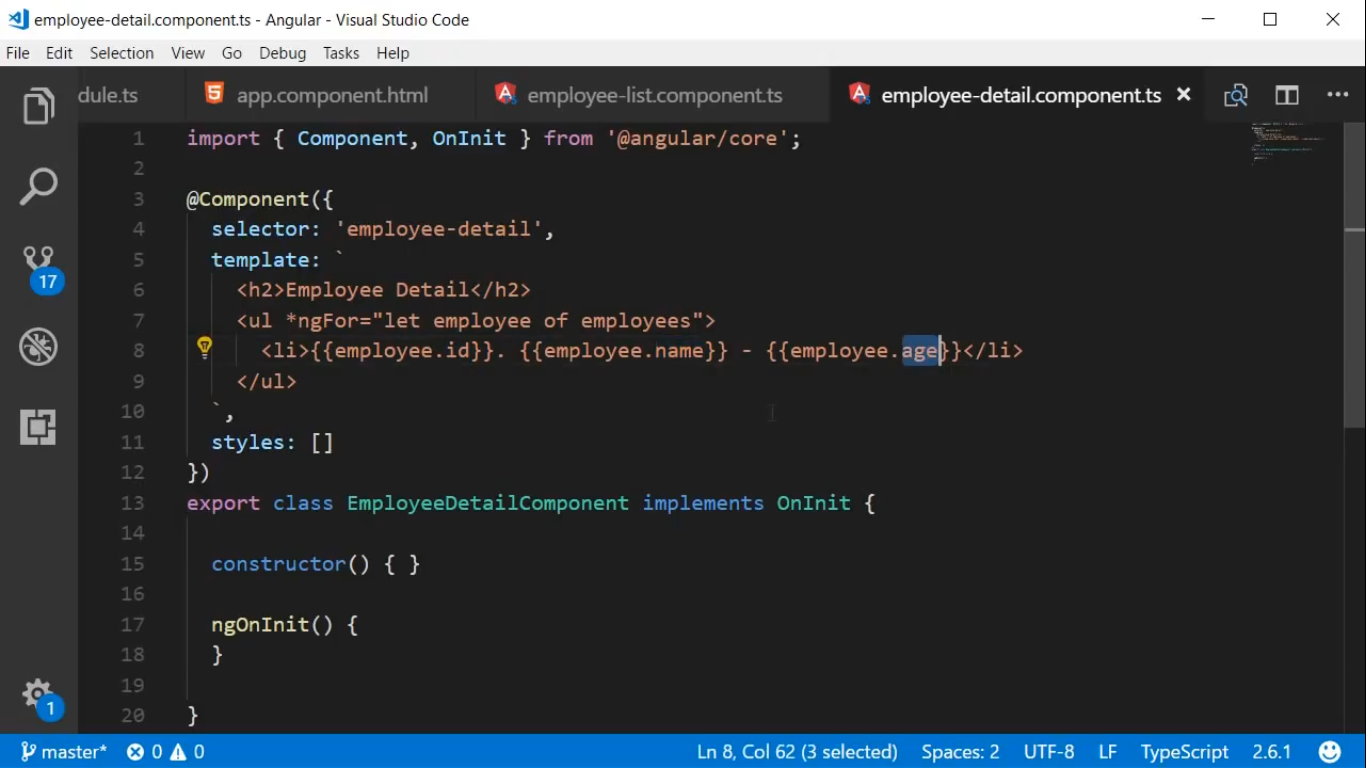 employee-detail.component.ts - Angular - Visual Studio Code
File Edit Selection View Go Debug Tasks Help
dule.ts app.component.html employee-list.component.ts employee-detail.component.ts
1 import { Component, OnInit } from '@angular/core';
2
3 @Component({
4 selector: 'employee-detail',
5 template: `
6 <h2>Employee Detail</h2>
7 <ul *ngFor="let employee of employees">
8 <li>{{employee.id}}. {{employee.name}} - {{employee.age}}</li>
9 </ul>
10 `,
11 styles: []
12 })
13 export class EmployeeDetailComponent implements OnInit {
14
15 constructor() { }
16
17 ngOnInit() {
18 }
19
20 }
17
1
master* 0 0 Ln 8, Col 62 (3 selected) Spaces: 2 UTF-8 LF TypeScript 2.6.1